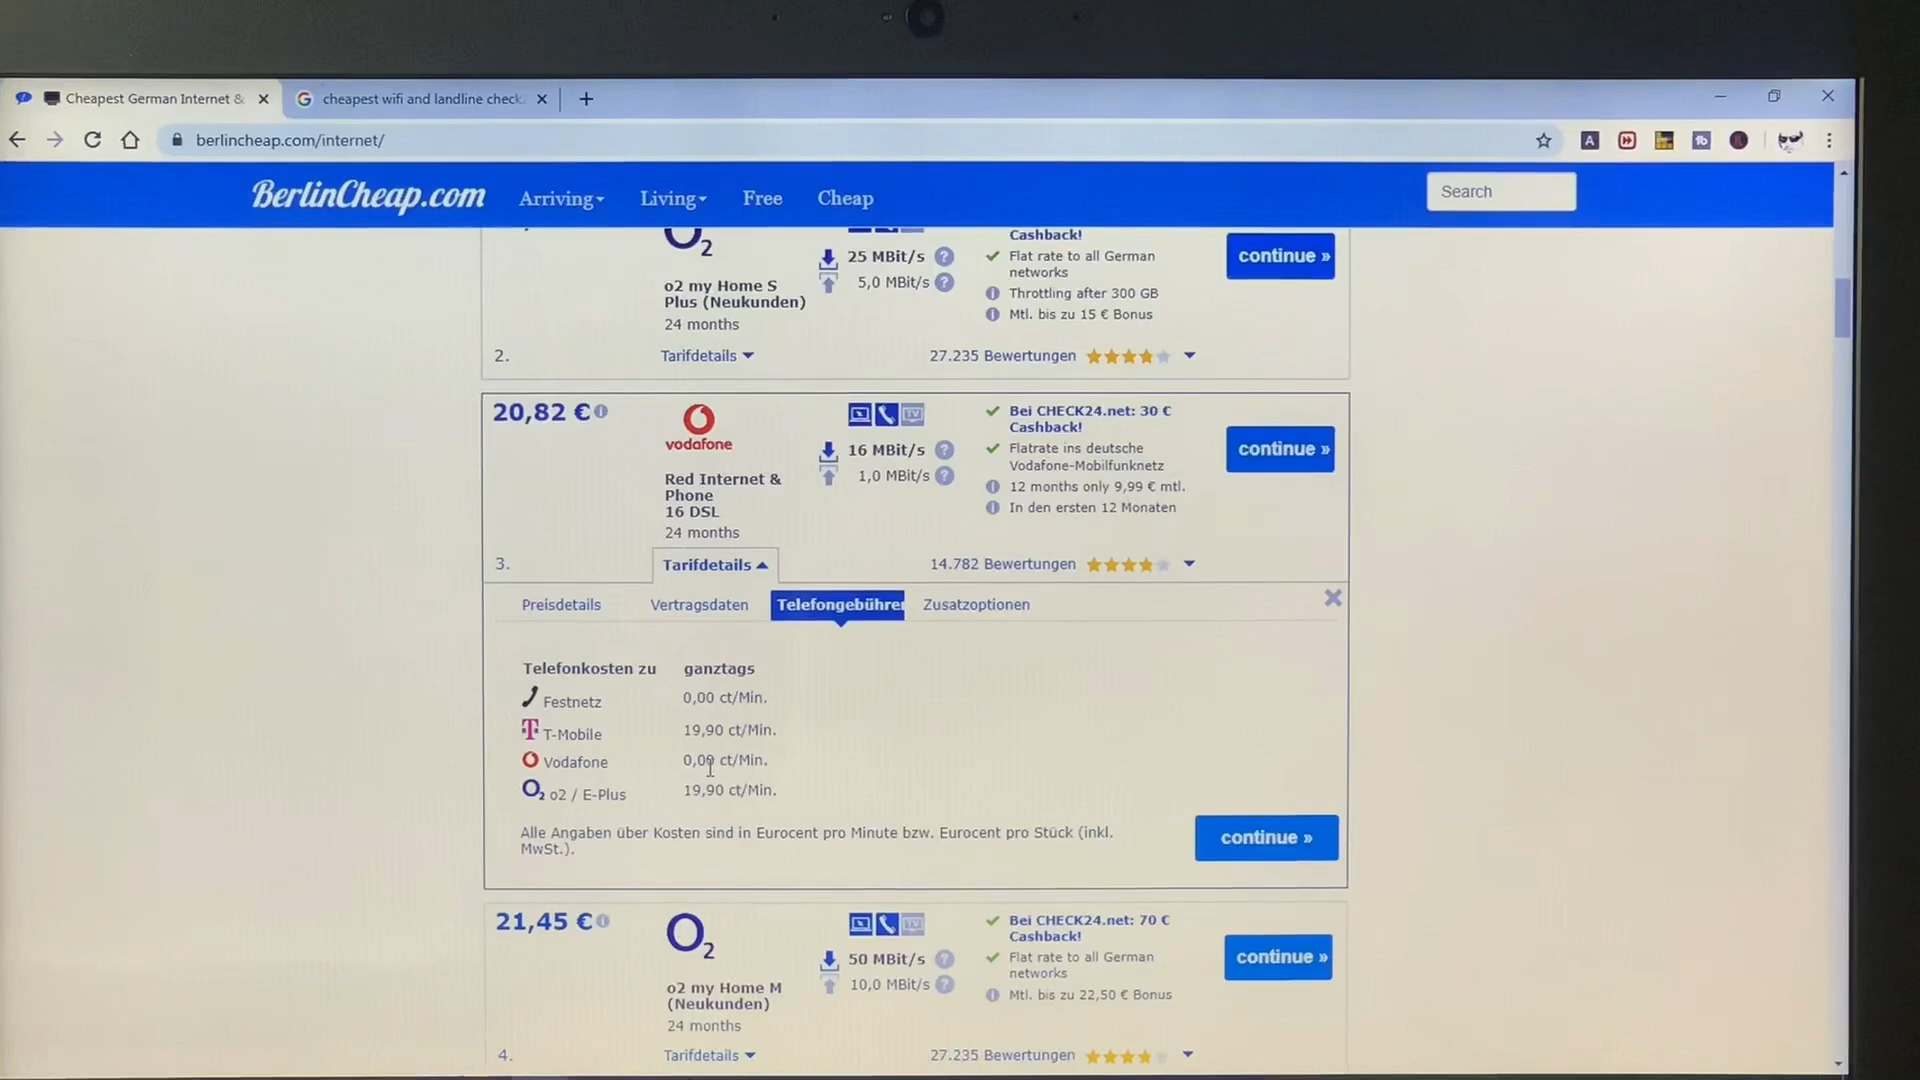 Cheapest German Internet &
cheapest wifi and landline check
berlincheap.com/internet/
BerlinCheap.com
Arriving
Living
Free
Cheap
Search
O2
o2 my Home S
Plus (Neukunden)
24 months
25 MBit/s
5,0 MBit/s
Cashback!
Flat rate to all German
networks
Throttling after 300 GB
Mtl. bis zu 15 € Bonus
continue »
2.
Tarifdetails
27.235 Bewertungen
20,82 €
vodafone
Red Internet &
Phone
16 DSL
24 months
TV
16 MBit/s
1,0 MBit/s
Bei CHECK24.net: 30 €
Cashback!
Flatrate ins deutsche
Vodafone-Mobilfunknetz
12 months only 9,99 € mtl.
In den ersten 12 Monaten
continue »
3.
Tarifdetails
14.782 Bewertungen
Preisdetails
Vertragsdaten
Telefongebühren
Zusatzoptionen
Telefonkosten zu ganztags
Festnetz 0,00 ct/Min.
T T-Mobile 19,90 ct/Min.
Vodafone 0,00 ct/Min.
O2 o2 / E-Plus 19,90 ct/Min.
Alle Angaben über Kosten sind in Eurocent pro Minute bzw. Eurocent pro Stück (inkl.
MwSt.).
continue »
21,45 €
O2
o2 my Home M
(Neukunden)
24 months
TV
50 MBit/s
10,0 MBit/s
Bei CHECK24.net: 70 €
Cashback!
Flat rate to all German
networks
Mtl. bis zu 22,50 € Bonus
continue »
4.
Tarifdetails
27.235 Bewertungen